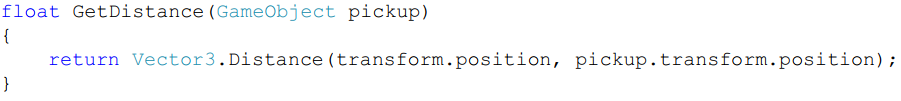 float GetDistance(GameObject pickup)
{
    return Vector3.Distance(transform.position, pickup.transform.position);
}